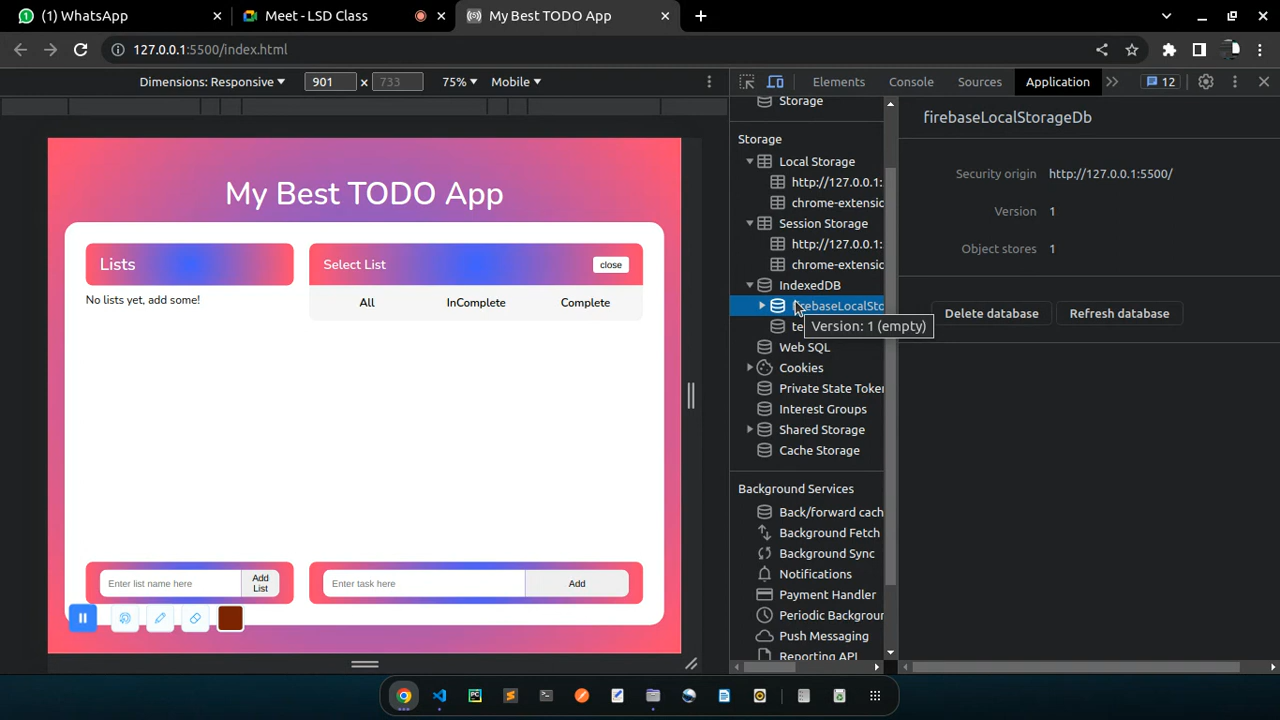 (1) WhatsApp
Meet - LSD Class
My Best TODO App
127.0.0.1:5500/index.html
Dimensions: Responsive
901
x
733
75%
Mobile
Elements
Console
Sources
Application
12
Storage
Storage
Local Storage
http://127.0.0.1:
chrome-extensio
Session Storage
http://127.0.0.1:
chrome-extensio
IndexedDB
firebaseLocalSto
te
Version: 1 (empty)
Web SQL
Cookies
Private State Token
Interest Groups
Shared Storage
Cache Storage
Background Services
Back/forward cach
Background Fetch
Background Sync
Notifications
Payment Handler
Periodic Backgroun
Push Messaging
Reporting API
firebaseLocalStorageDb
Security origin http://127.0.0.1:5500/
Version 1
Object stores 1
Delete database
Refresh database
My Best TODO App
Lists
No lists yet, add some!
Select List
close
All
InComplete
Complete
Enter list name here
Add
List
Enter task here
Add
PC